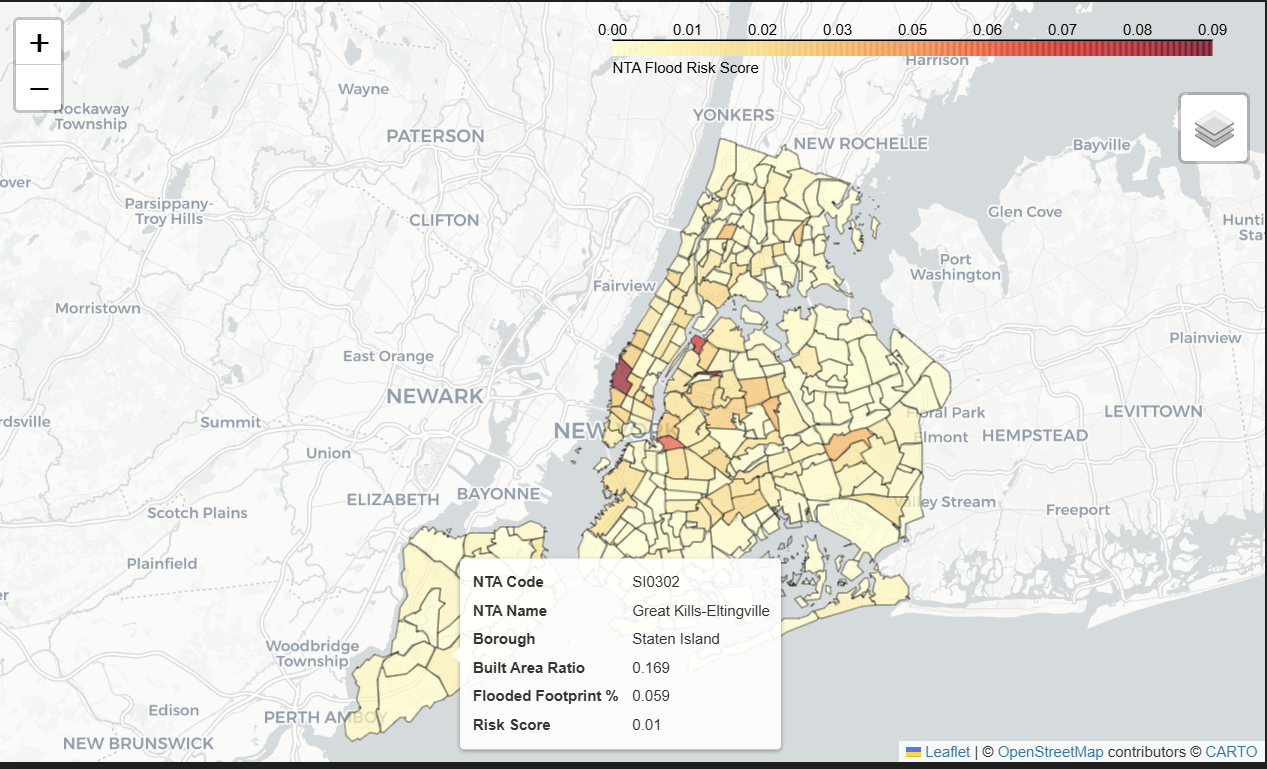 +
−
0.00 0.01 0.02 0.03 0.05 0.06 0.07 0.08 0.09
NTA Flood Risk Score
Harrison
Wayne
Rockaway
Township
YONKERS
PATERSON
NEW ROCHELLE
Bayville
over
Parsippany-
Troy Hills
CLIFTON
Glen Cove
Hunti
Sta
Port
Washington
Fairview
Morristown
Plainview
East Orange
NEWARK
LEVITTOWN
Floral Park
rdsville
Summit
NEW YORK
Elmont
HEMPSTEAD
Union
ELIZABETH
BAYONNE
Valley Stream
Freeport
Scotch Plains
Plainfield
er
NTA Code SI0302
NTA Name Great Kills-Eltingville
Borough Staten Island
Built Area Ratio 0.169
Flooded Footprint % 0.059
Risk Score 0.01
Woodbridge
Township
Edison
PERTH AMBOY
NEW BRUNSWICK
Leaflet | © OpenStreetMap contributors © CARTO